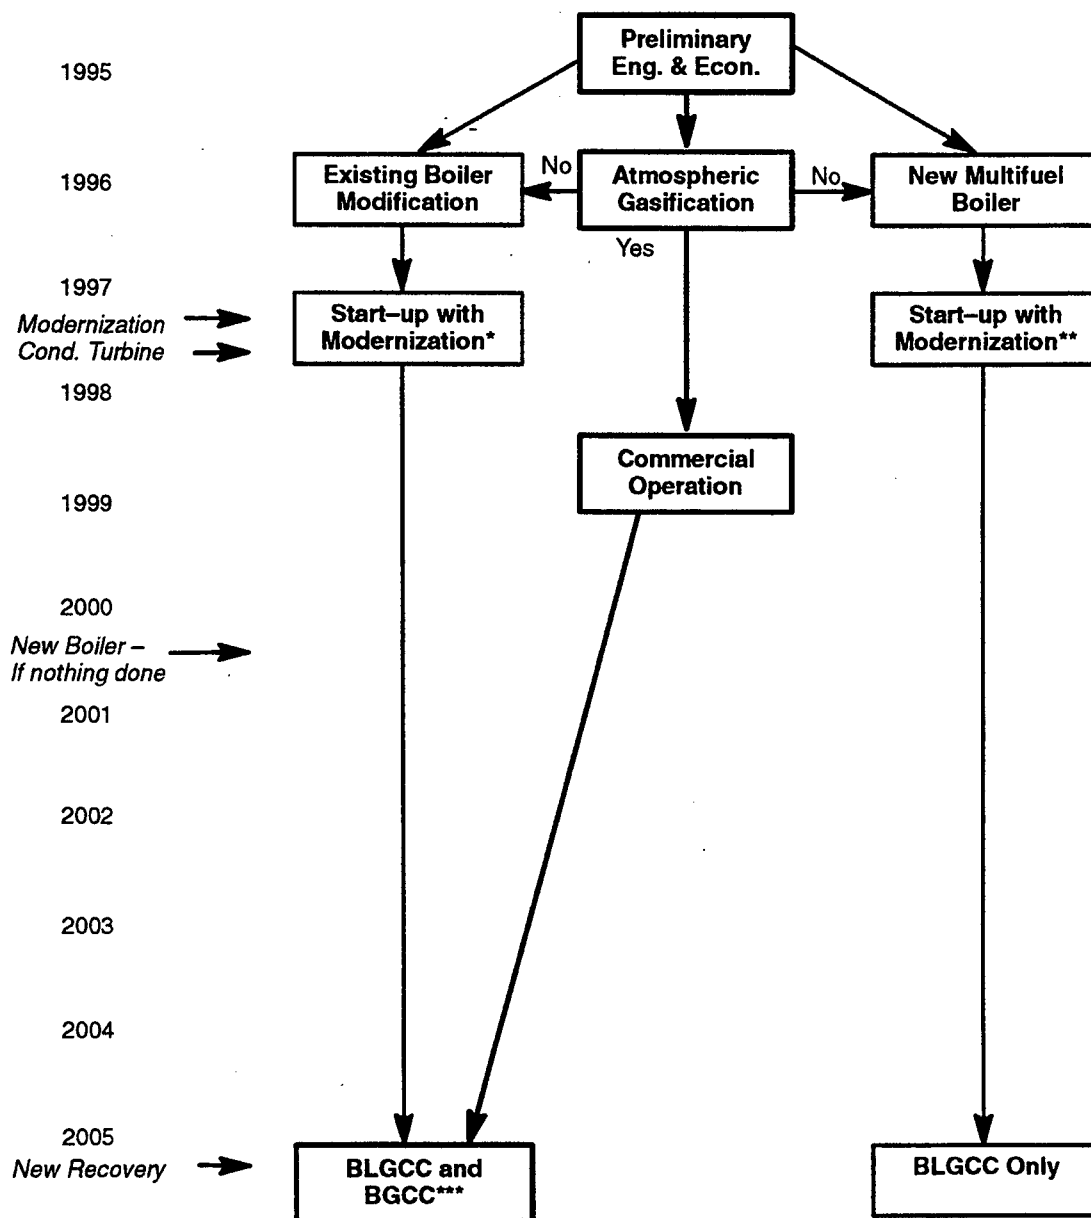 Preliminary
Eng. & Econ.
1995
1996
Existing Boiler
Modification
No
Atmospheric
Gasification
No
New Multifuel
Boiler
Yes
1997
Modernization
Cond. Turbine
Start–up with
Modernization*
Start–up with
Modernization**
1998
Commercial
Operation
1999
2000
New Boiler –
If nothing done
2001
2002
2003
2004
2005
New Recovery
BLGCC and
BGCC***
BLGCC Only